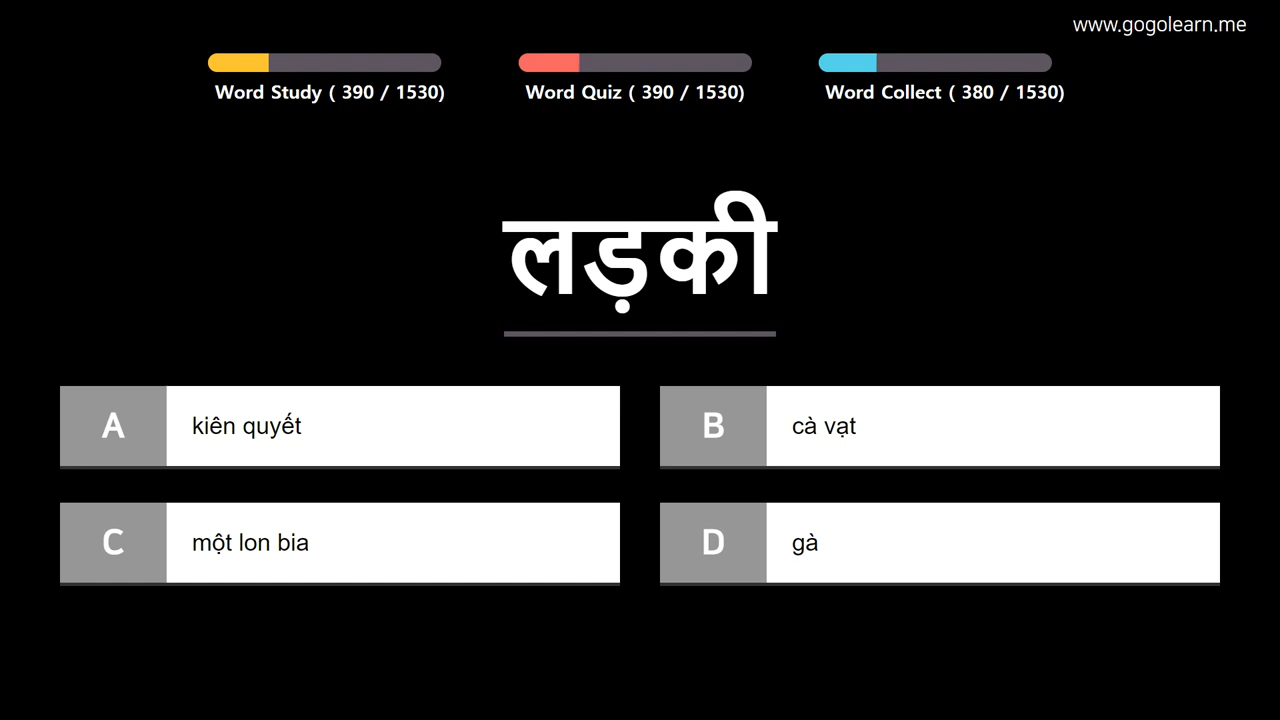 www.gogolearn.me
Word Study ( 390 / 1530)
Word Quiz ( 390 / 1530)
Word Collect ( 380 / 1530)
लड़की
A kiên quyết
B cà vạt
C một lon bia
D gà